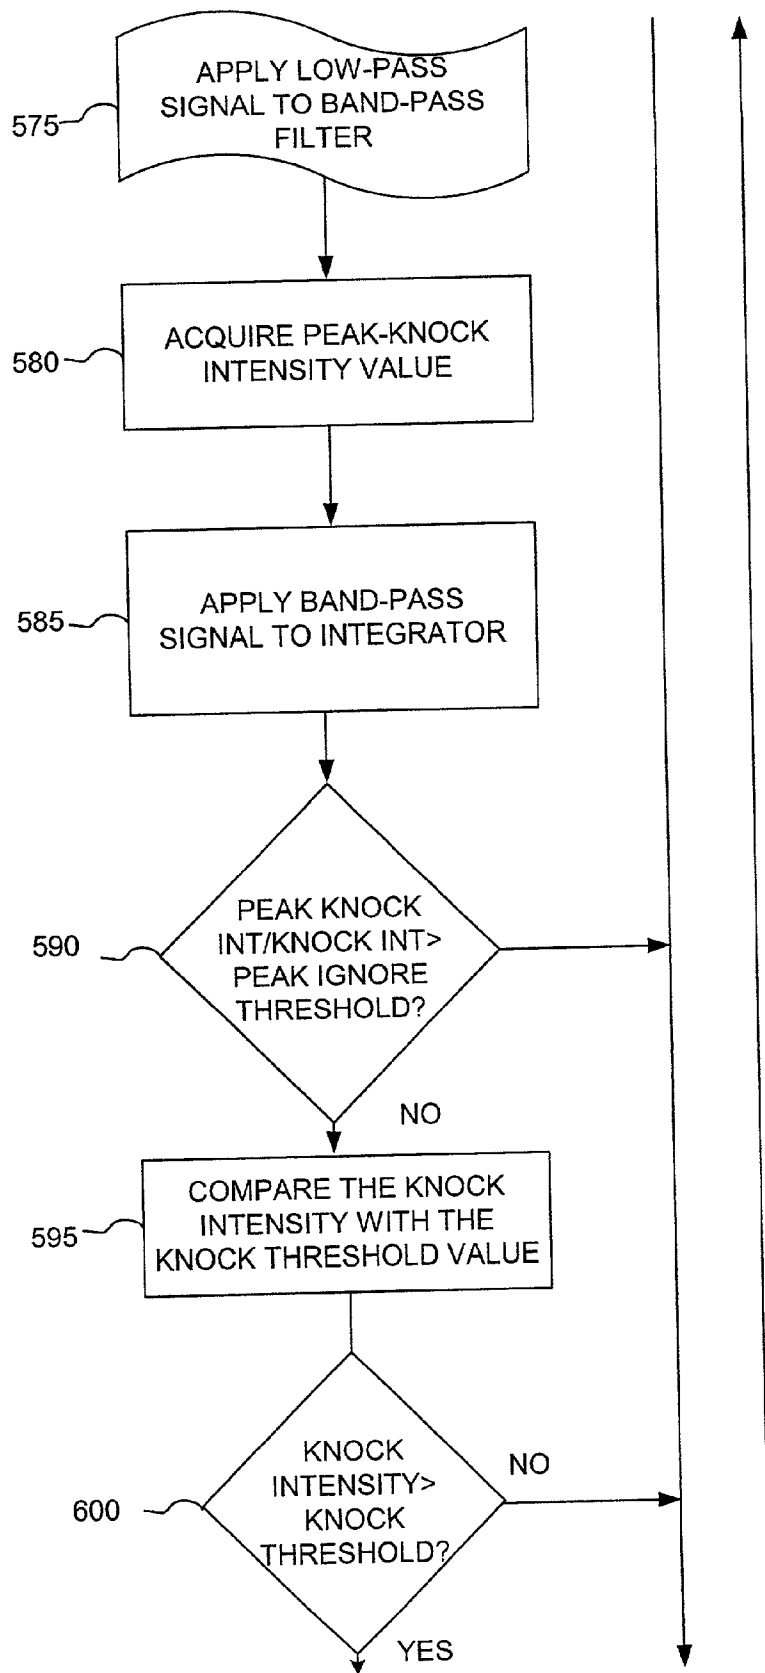 APPLY LOW-PASS
SIGNAL TO BAND-PASS
FILTER
575
ACQUIRE PEAK-KNOCK
INTENSITY VALUE
580
APPLY BAND-PASS
SIGNAL TO INTEGRATOR
585
PEAK KNOCK
INT/KNOCK INT>
PEAK IGNORE
THRESHOLD?
590
NO
COMPARE THE KNOCK
INTENSITY WITH THE
KNOCK THRESHOLD VALUE
595
KNOCK
INTENSITY>
KNOCK
THRESHOLD?
600
NO
YES